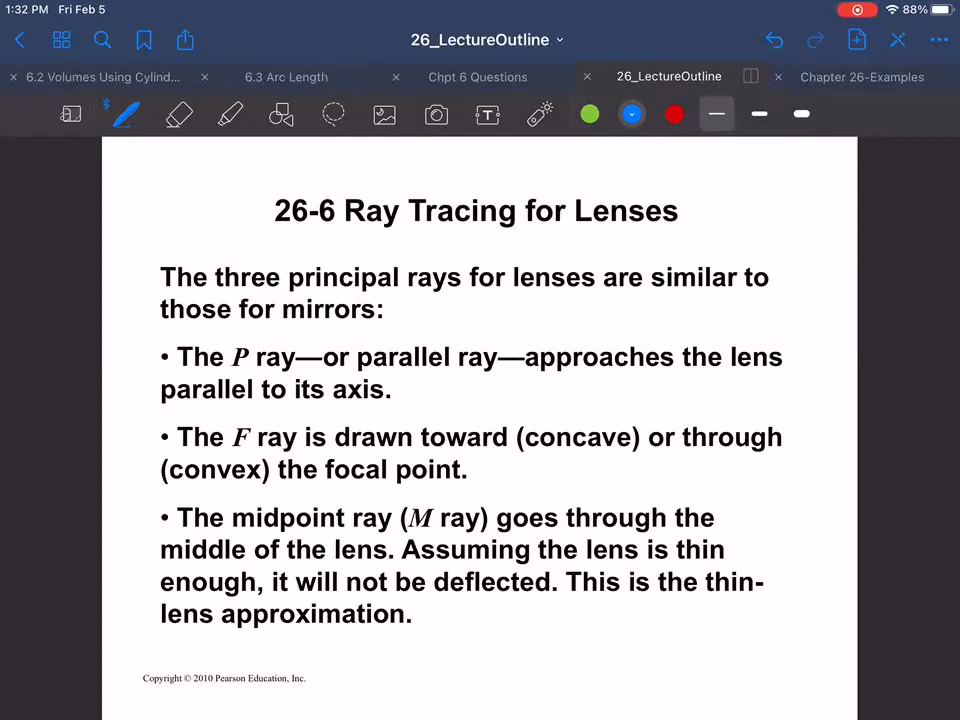 1:32 PM Fri Feb 5
88%
26_LectureOutline
6.2 Volumes Using Cylind...
6.3 Arc Length
Chpt 6 Questions
26_LectureOutline
Chapter 26-Examples
26-6 Ray Tracing for Lenses
The three principal rays for lenses are similar to
those for mirrors:
• The P ray—or parallel ray—approaches the lens
parallel to its axis.
• The F ray is drawn toward (concave) or through
(convex) the focal point.
• The midpoint ray (M ray) goes through the
middle of the lens. Assuming the lens is thin
enough, it will not be deflected. This is the thin-
lens approximation.
Copyright © 2010 Pearson Education, Inc.